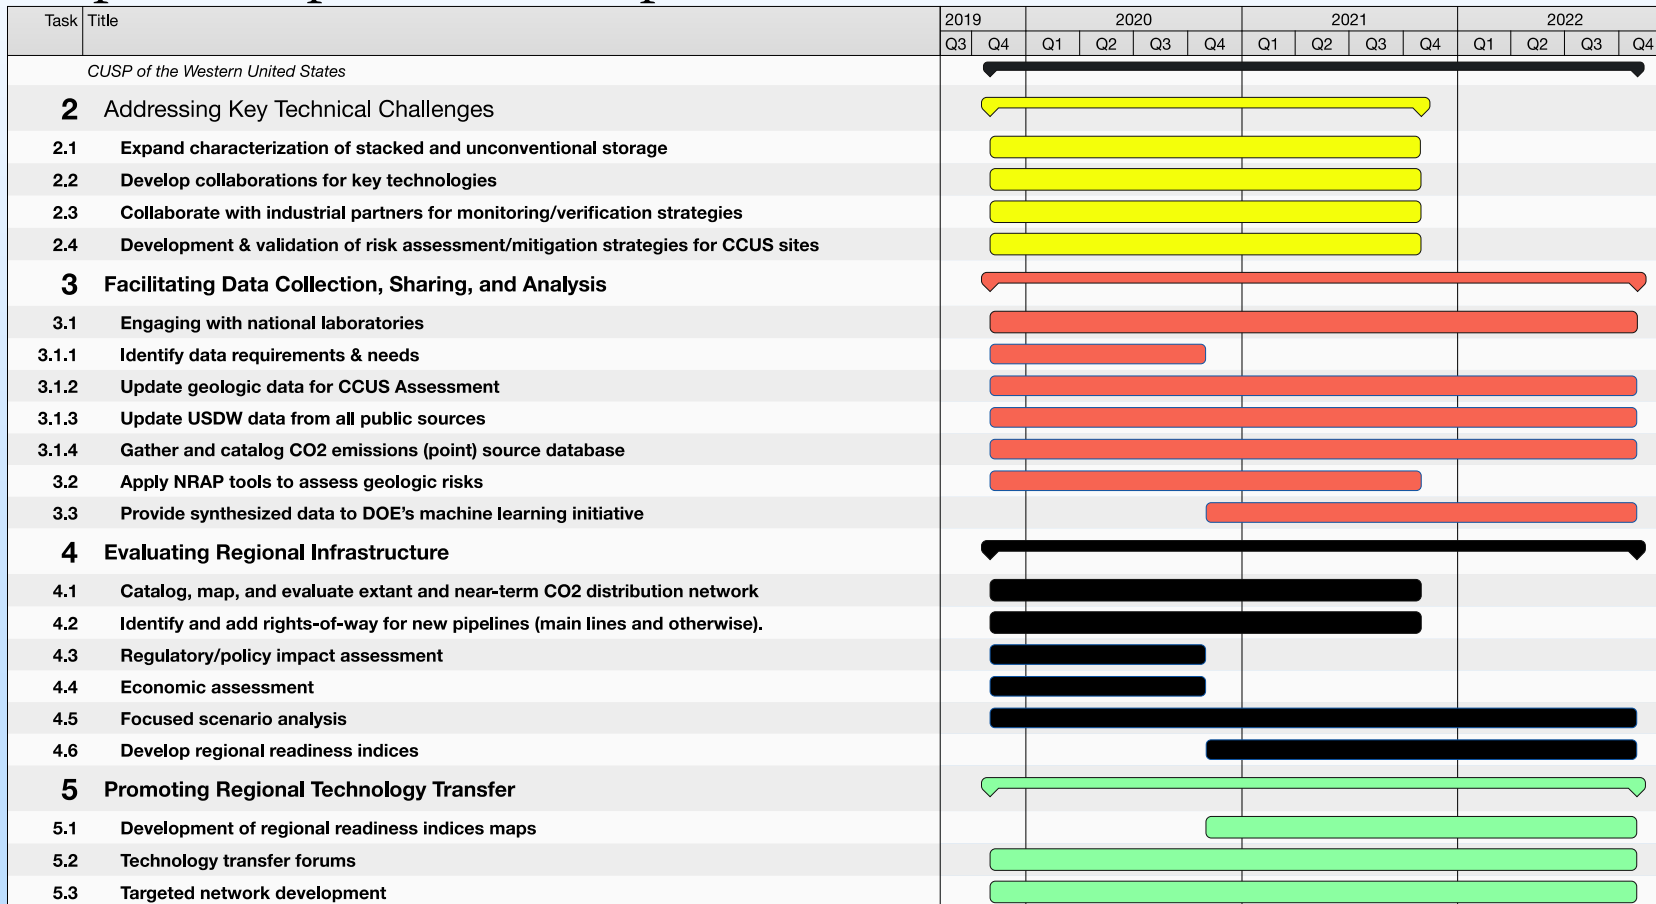 Task Title 2019 2020 2021 2022
Q3 Q4 Q1 Q2 Q3 Q4 Q1 Q2 Q3 Q4 Q1 Q2 Q3 Q4
CUSP of the Western United States
2 Addressing Key Technical Challenges
2.1 Expand characterization of stacked and unconventional storage
2.2 Develop collaborations for key technologies
2.3 Collaborate with industrial partners for monitoring/verification strategies
2.4 Development & validation of risk assessment/mitigation strategies for CCUS sites
3 Facilitating Data Collection, Sharing, and Analysis
3.1 Engaging with national laboratories
3.1.1 Identify data requirements & needs
3.1.2 Update geologic data for CCUS Assessment
3.1.3 Update USDW data from all public sources
3.1.4 Gather and catalog CO2 emissions (point) source database
3.2 Apply NRAP tools to assess geologic risks
3.3 Provide synthesized data to DOE’s machine learning initiative
4 Evaluating Regional Infrastructure
4.1 Catalog, map, and evaluate extant and near-term CO2 distribution network
4.2 Identify and add rights-of-way for new pipelines (main lines and otherwise).
4.3 Regulatory/policy impact assessment
4.4 Economic assessment
4.5 Focused scenario analysis
4.6 Develop regional readiness indices
5 Promoting Regional Technology Transfer
5.1 Development of regional readiness indices maps
5.2 Technology transfer forums
5.3 Targeted network development